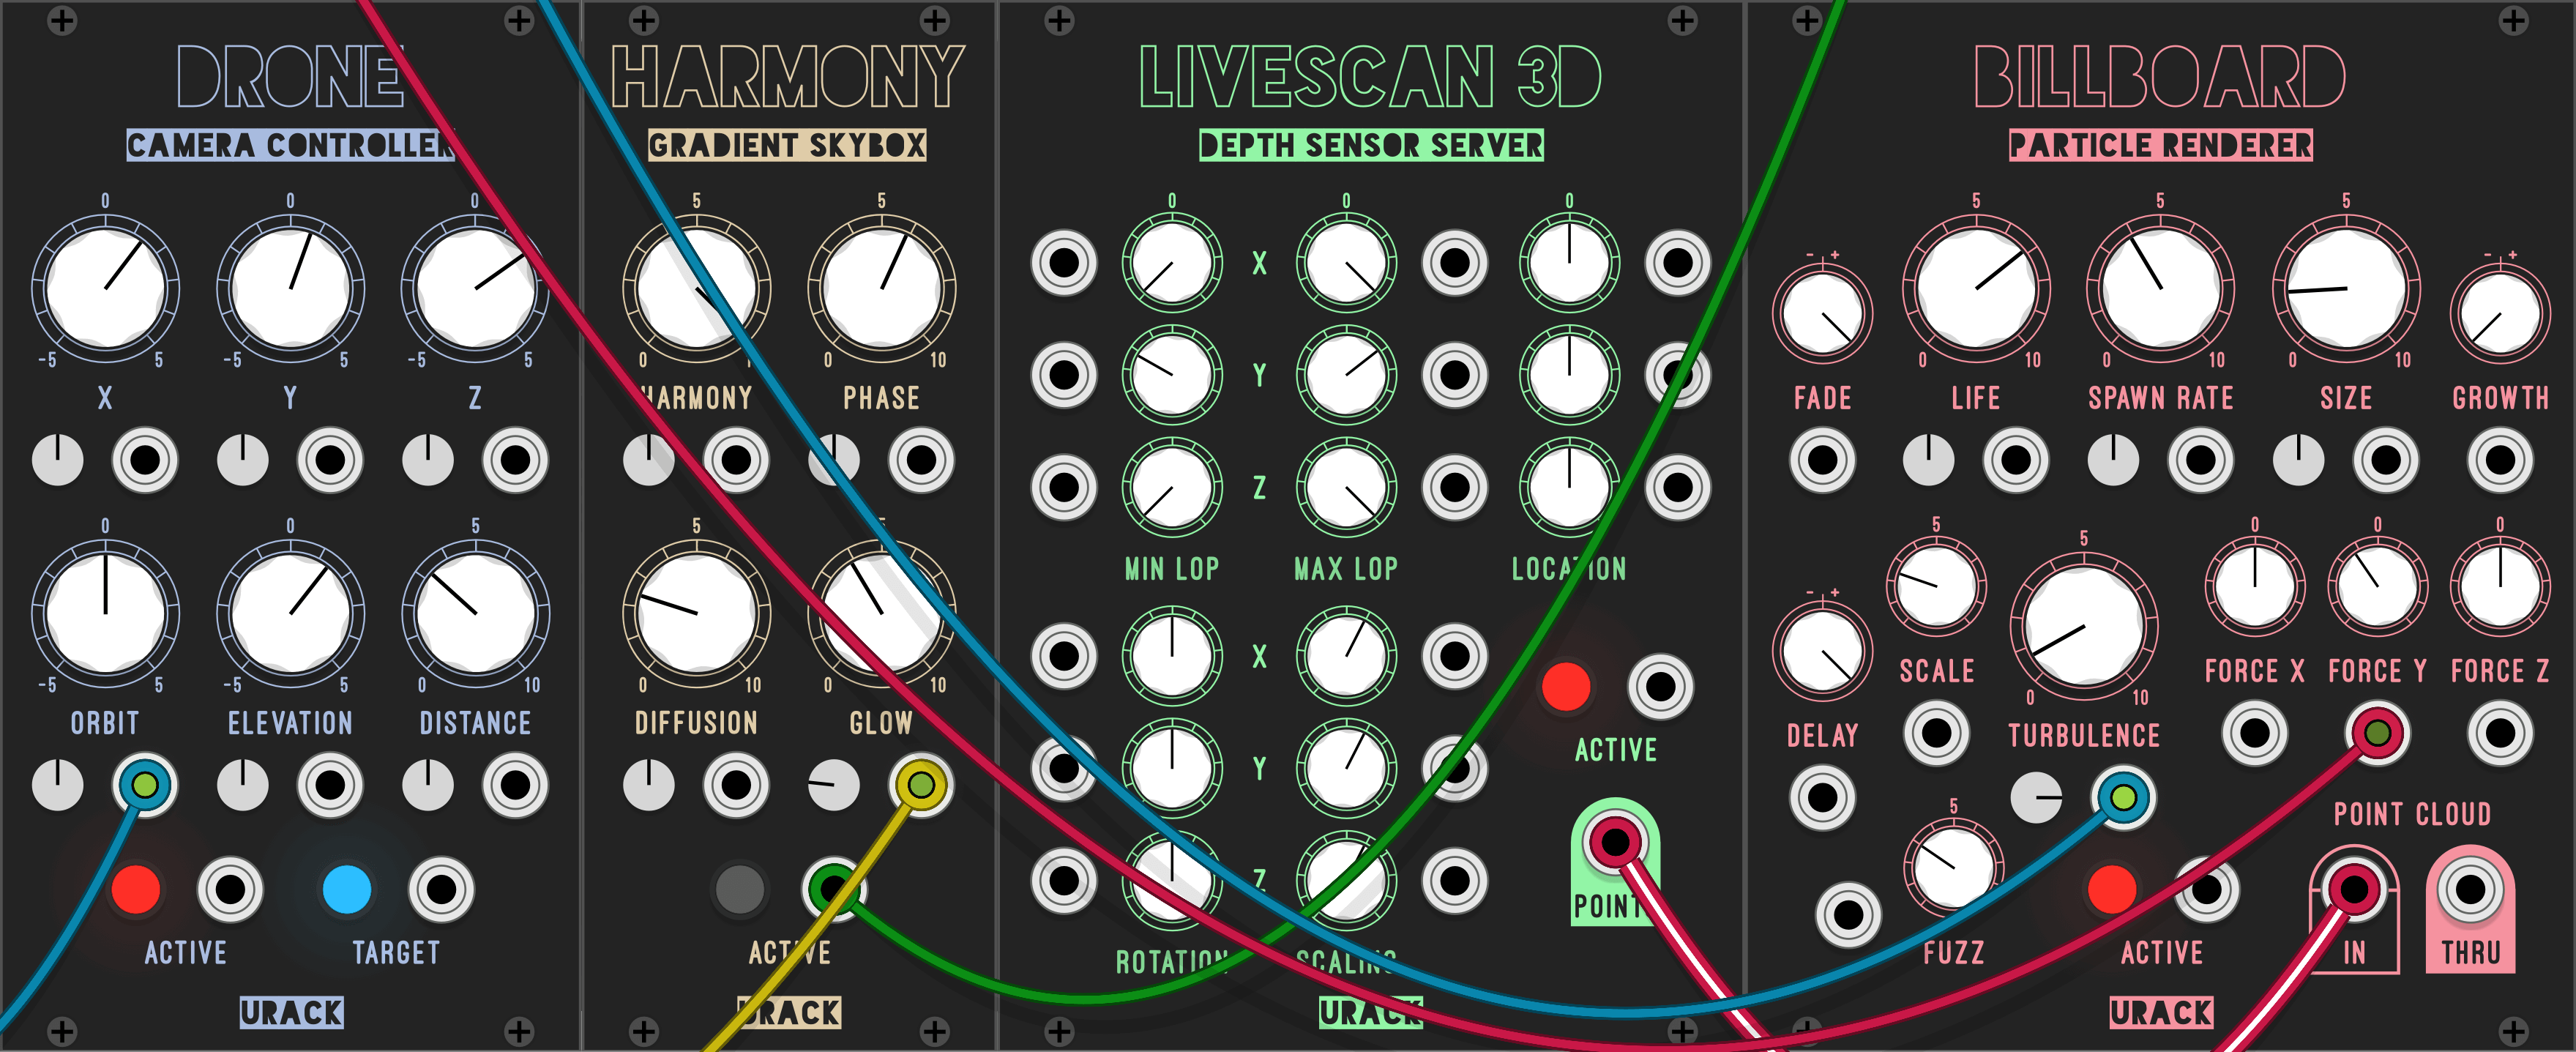 DRONE
CAMERA CONTROLLER
0 0 0
-5 5 -5 5 -5 5
X Y Z
0 0 5
-5 5 -5 5 0 10
ORBIT ELEVATION DISTANCE
ACTIVE TARGET
URACK
HARMONY
GRADIENT SKYBOX
5 5
0 0 10
HARMONY PHASE
5
0 10 0 10
DIFFUSION GLOW
ACTIVE
URACK
LIVESCAN 3D
DEPTH SENSOR SERVER
0 0 0
X
Y
Z
MIN LOP MAX LOP LOCATION
X
Y
Z
ACTIVE
POINTS
ROTATION SCALING
URACK
BILLBOARD
PARTICLE RENDERER
5 5 5
- + - +
0 10 0 10 0 10
FADE LIFE SPAWN RATE SIZE GROWTH
5 5 0 0 0
- +
SCALE FORCE X FORCE Y FORCE Z
0 10
DELAY TURBULENCE
5
POINT CLOUD
FUZZ ACTIVE IN THRU
URACK